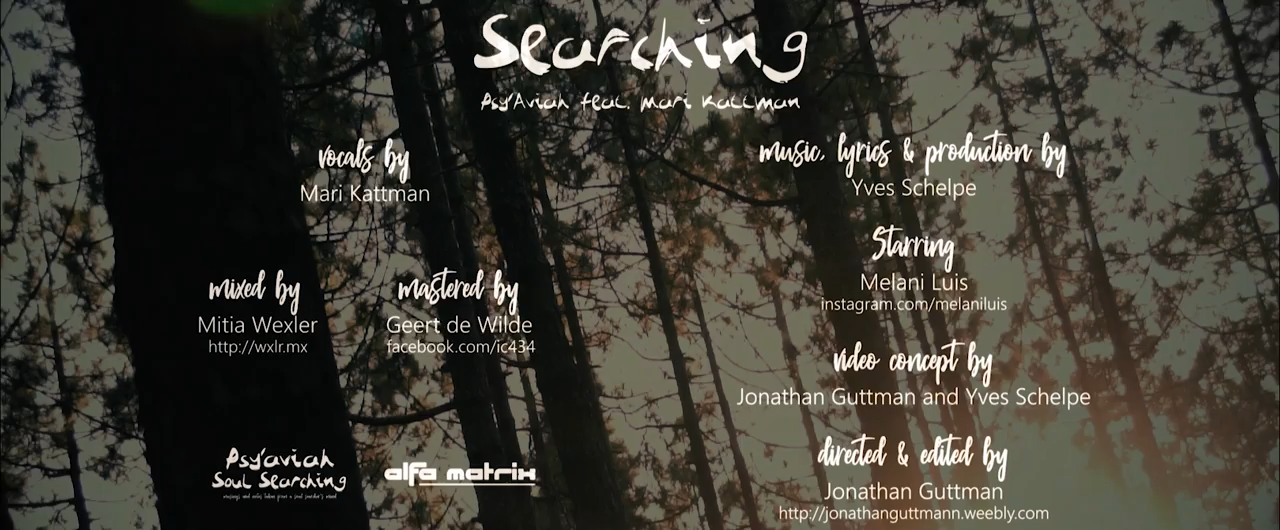 Searching
Psy'Aviah feat. Mari Kattman
vocals by
Mari Kattman
mixed by
Mitia Wexler
http://wxlr.mx
mastered by
Geert de Wilde
facebook.com/ic434
Psy'aviah
Soul Searching
alfa matrix
music, lyrics & production by
Yves Schelpe
Starring
Melani Luis
instagram.com/melaniluis
video concept by
Jonathan Guttman and Yves Schelpe
directed & edited by
Jonathan Guttman
http://jonathanguttmann.weebly.com